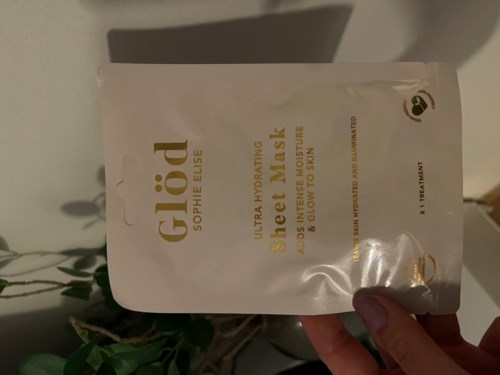 Glöd
SOPHIE ELISE
ULTRA HYDRATING
Sheet Mask
ADDS INTENSE MOISTURE
& GLOW TO SKIN
LEAVES SKIN HYDRATED AND ILLUMINATED
X 1 TREATMENT